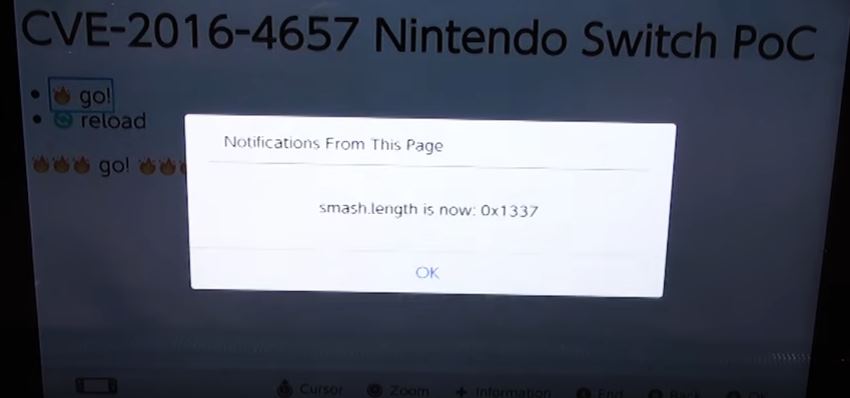 CVE-2016-4657 Nintendo Switch PoC
go!
reload
go!
Notifications From This Page
smash.length is now: 0x1337
OK
Cursor Zoom Information End Back OK